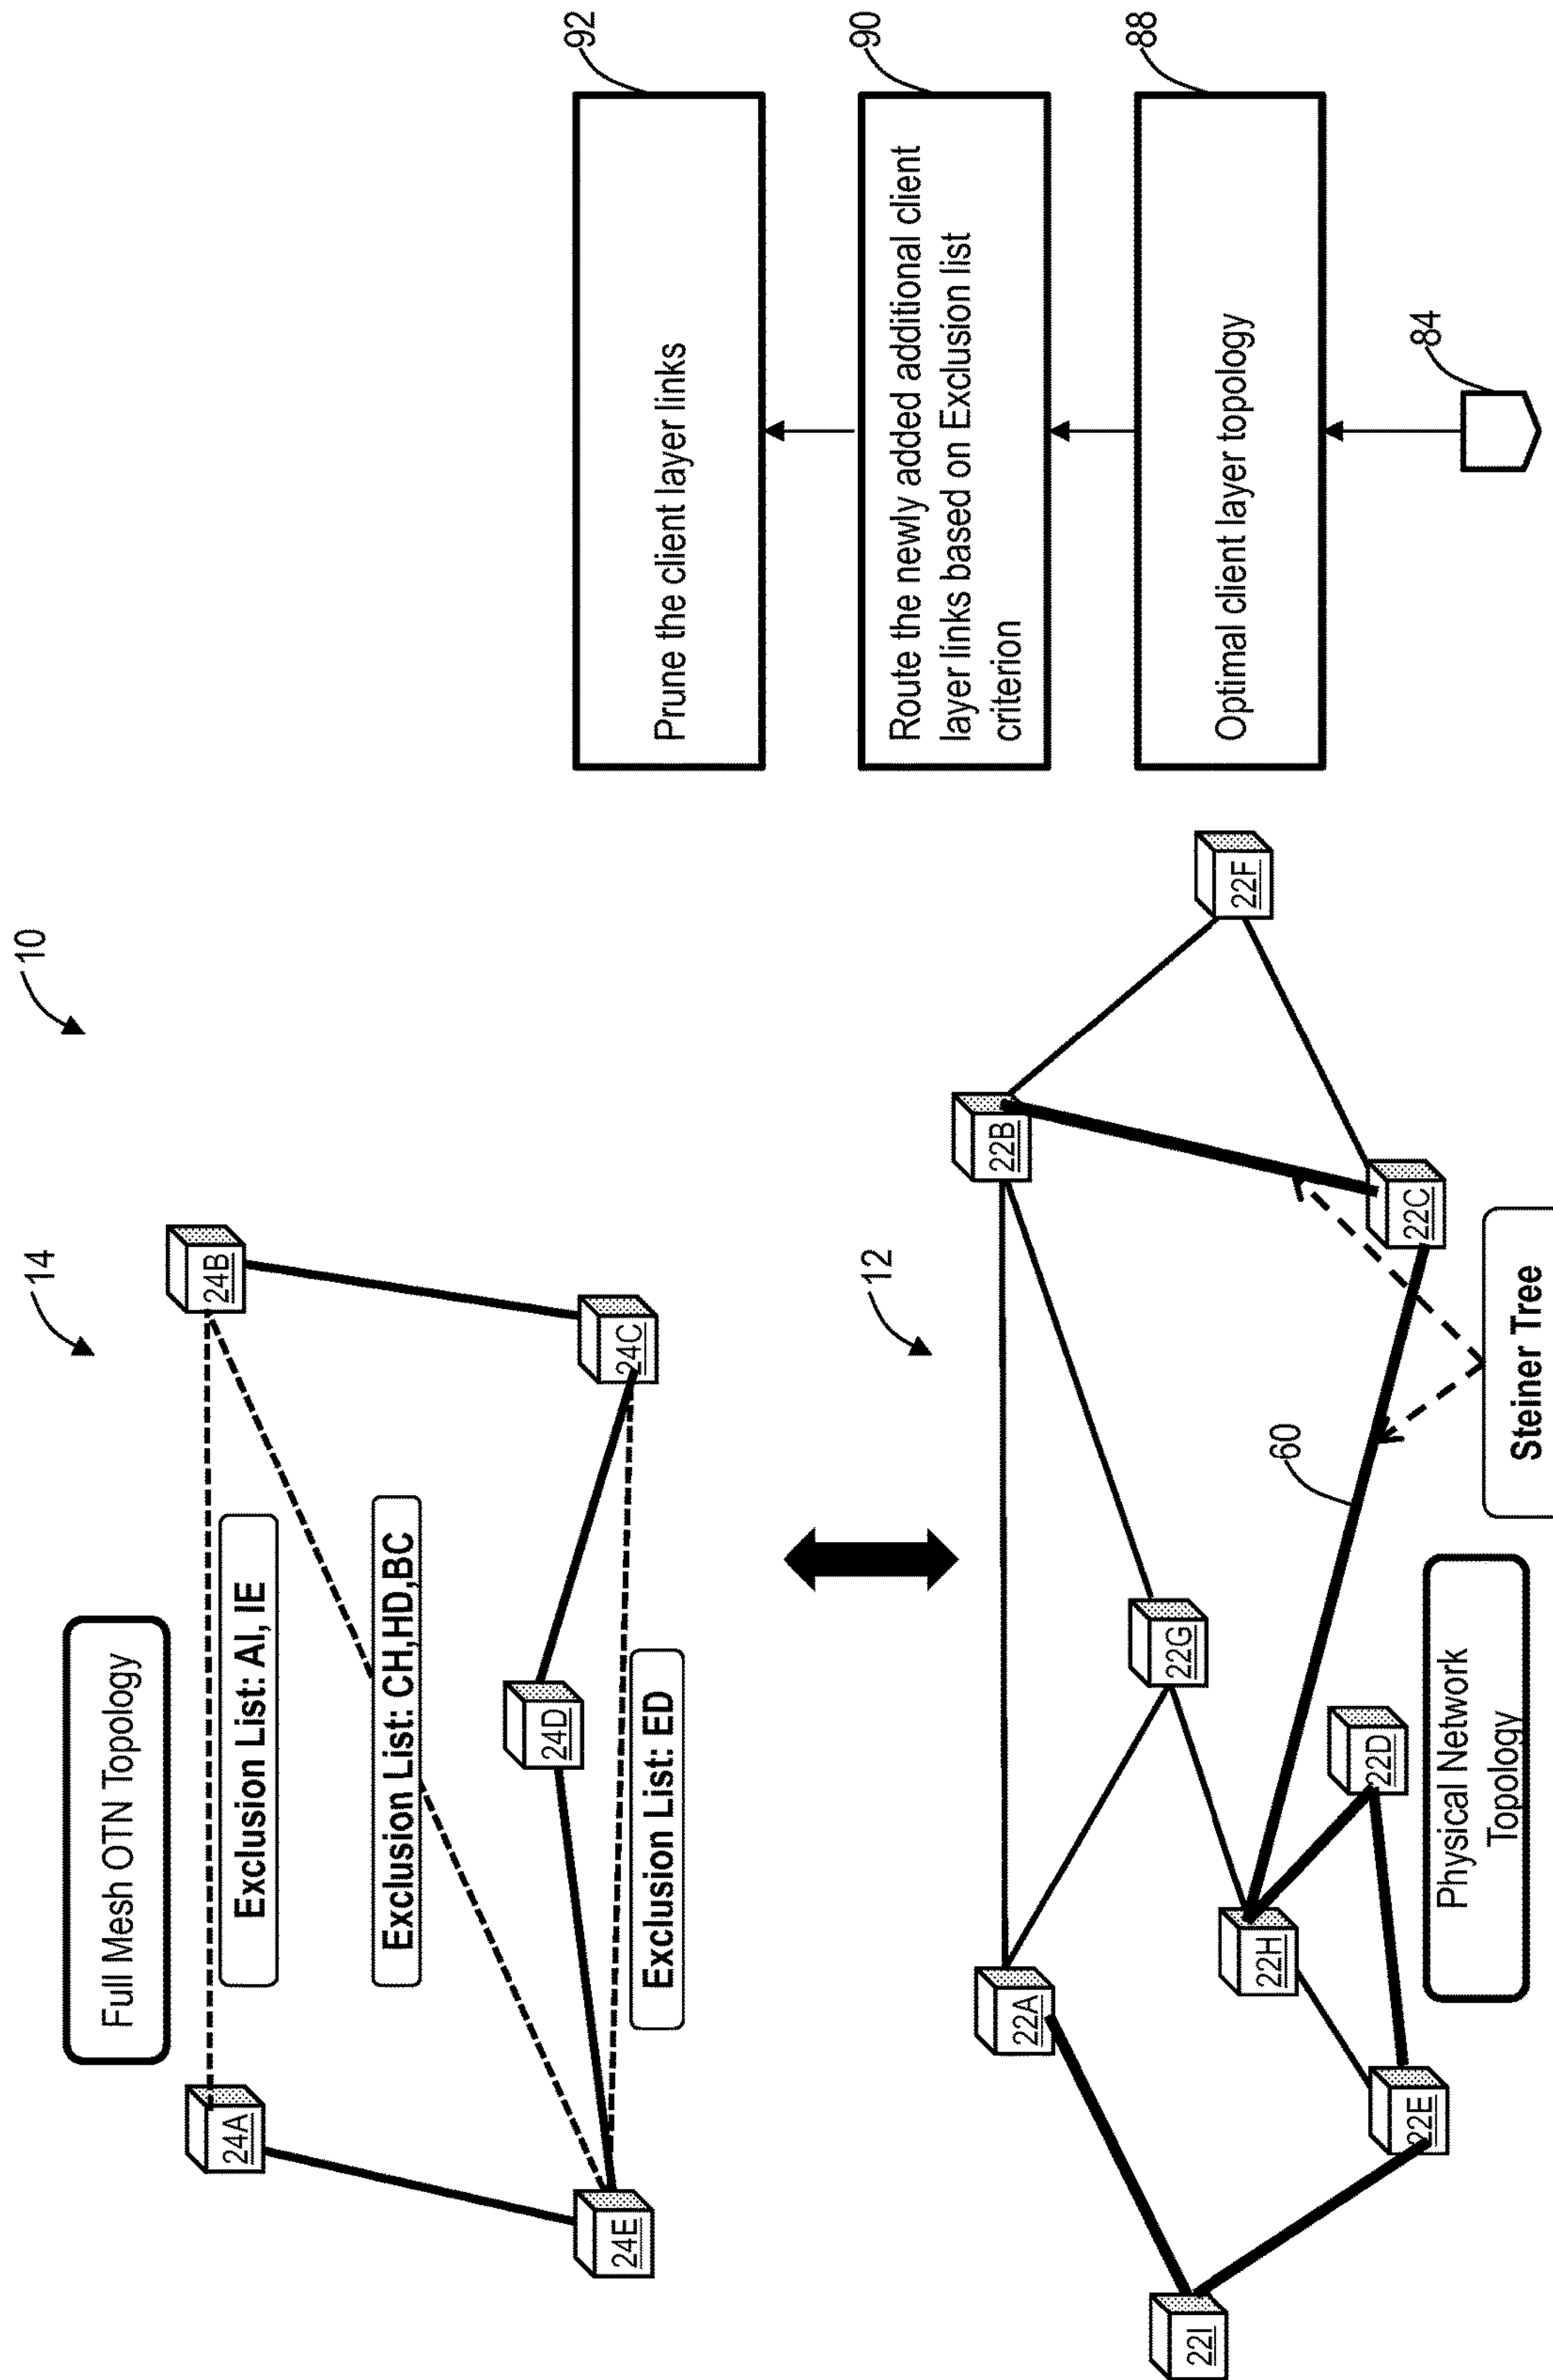 10
14
Full Mesh OTN Topology
24A
24B
Exclusion List: AI, IE
Exclusion List: CH,HD,BC
24D
24E
24C
Exclusion List: ED
12
22A
22B
22I
22G
22H
22F
22E
22D
22C
60
Physical Network
Topology
Steiner Tree
92
Prune the client layer links
90
Route the newly added additional client
layer links based on Exclusion list
criterion
88
Optimal client layer topology
84